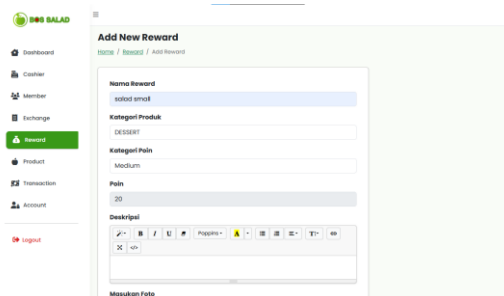 BOS SALAD
Dashboard
Cashier
Member
Exchange
Reward
Product
Transaction
Account
Logout
Add New Reward
Home / Reward / Add Reward
Nama Reward
salad small
Kategori Produk
DESSERT
Kategori Poin
Medium
Poin
20
Deskripsi
B I U Poppins A
Masukan Foto